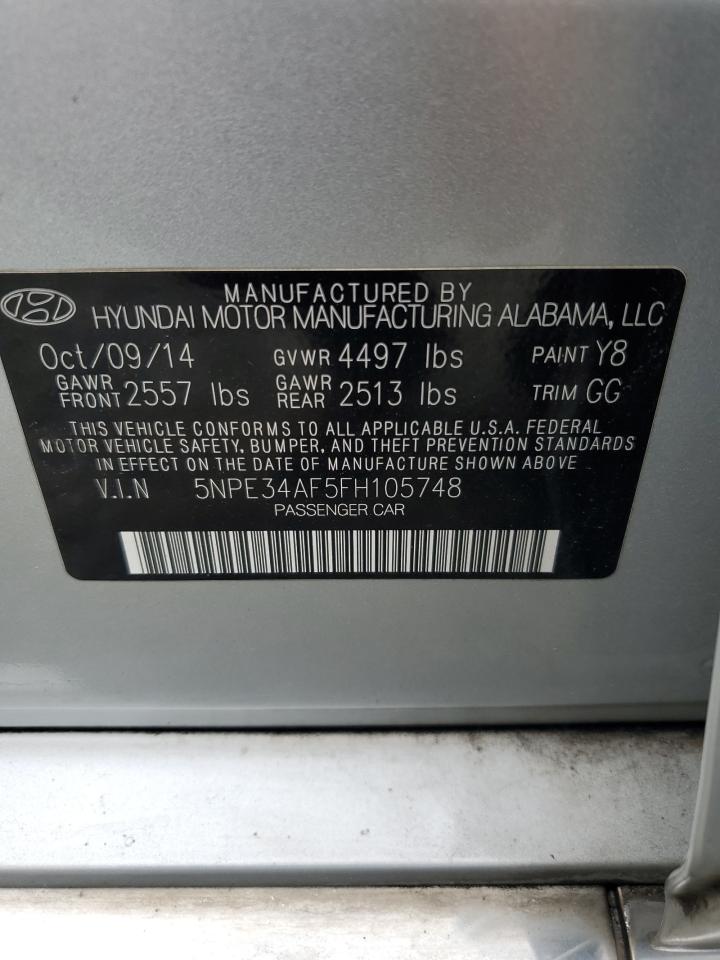 MANUFACTURED BY
HYUNDAI MOTOR MANUFACTURING ALABAMA, LLC
Oct/09/14 GVWR 4497 lbs PAINT Y8
GAWR FRONT 2557 lbs GAWR REAR 2513 lbs TRIM GG
THIS VEHICLE CONFORMS TO ALL APPLICABLE U.S.A. FEDERAL
MOTOR VEHICLE SAFETY, BUMPER, AND THEFT PREVENTION STANDARDS
IN EFFECT ON THE DATE OF MANUFACTURE SHOWN ABOVE
V.I.N 5NPE34AF5FH105748
PASSENGER CAR